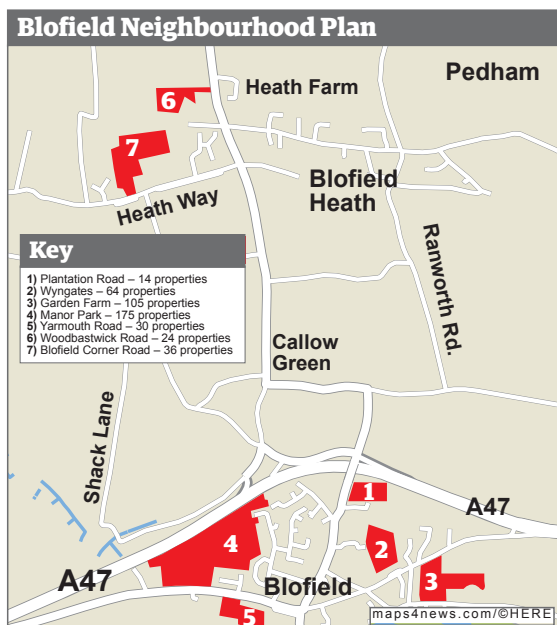 Blofield Neighbourhood Plan
Pedham
Heath Farm
6
7
Blofield
Heath
Heath Way
Ranworth Rd.
Key
1) Plantation Road – 14 properties
2) Wyngates – 64 properties
3) Garden Farm – 105 properties
4) Manor Park – 175 properties
5) Yarmouth Road – 30 properties
6) Woodbastwick Road – 24 properties
7) Blofield Corner Road – 36 properties
Callow
Green
Shack Lane
1
A47
4
2
A47
Blofield
3
5
maps4news.com/©HERE